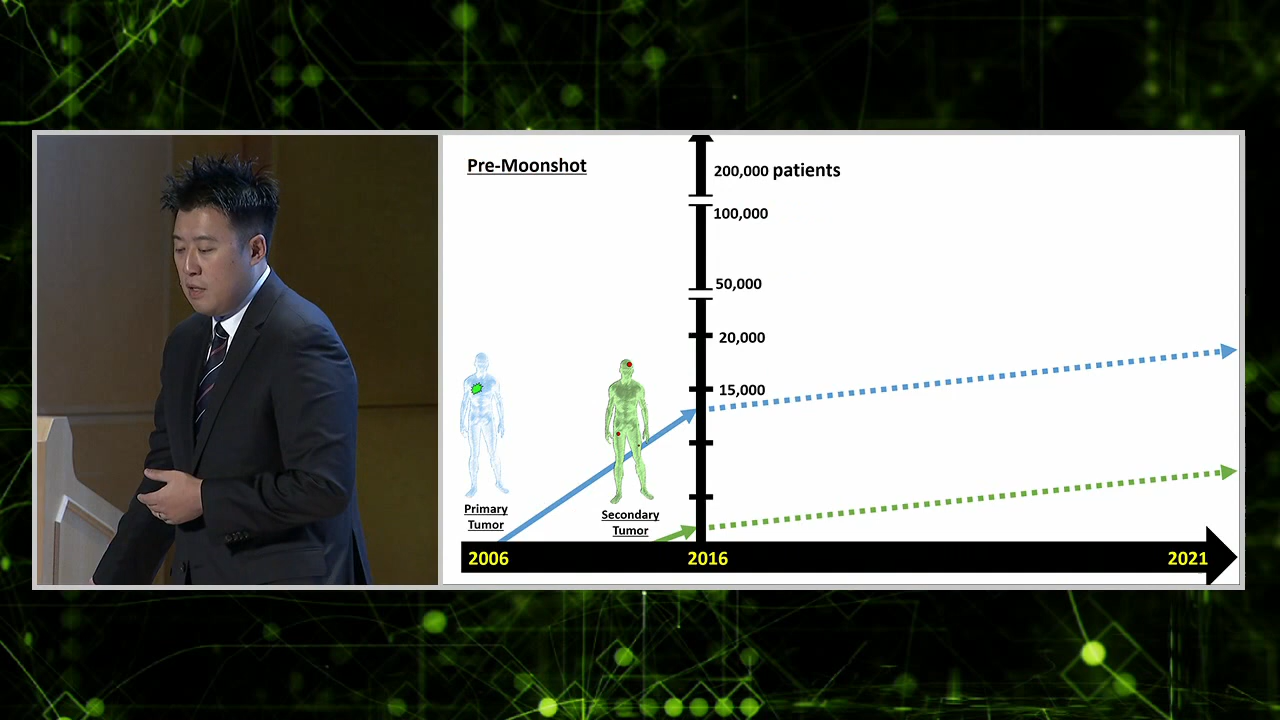 Pre-Moonshot
200,000 patients
100,000
50,000
20,000
15,000
Primary
Tumor
Secondary
Tumor
2006
2016
2021